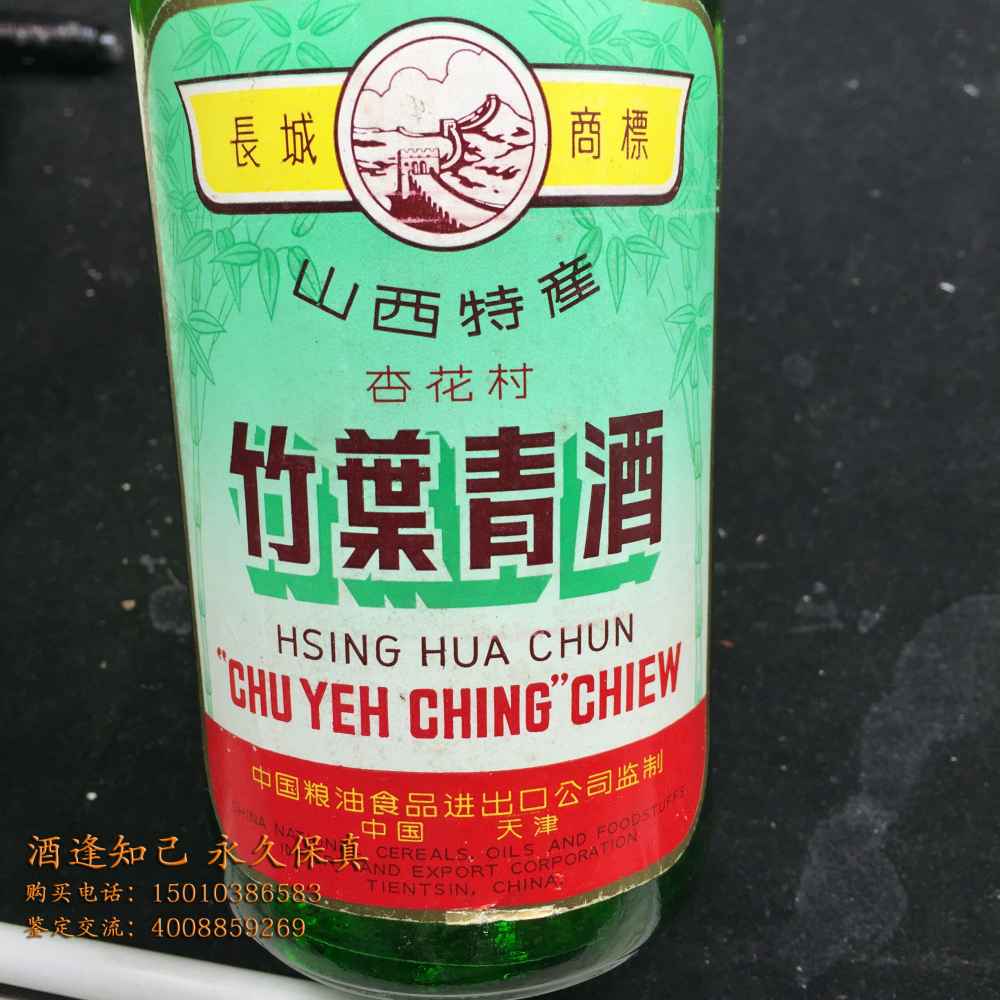 長城 商標
山西特産
杏花村
竹葉青酒
HSING HUA CHUN
"CHU YEH CHING" CHIEW
中国粮油食品进出口公司监制
中国 天津
CHINA NATIONAL CEREALS, OILS AND FOODSTUFFS
AND EXPORT CORPORATION
TIENTSIN, CHINA
酒逢知己 永久保真
购买电话：15010386583
鉴定交流：4008859269